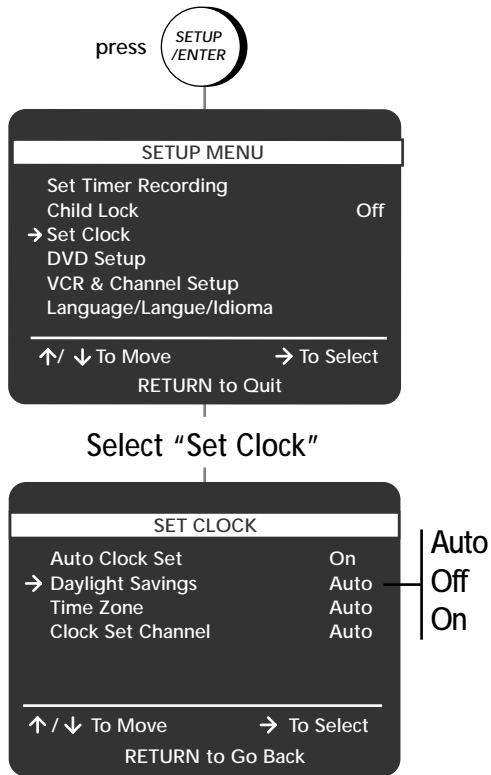 press SETUP
/ENTER
SETUP MENU
Set Timer Recording
Child Lock Off
→ Set Clock
DVD Setup
VCR & Channel Setup
Language/Langue/Idioma
↑/ ↓ To Move → To Select
RETURN to Quit
Select "Set Clock"
SET CLOCK
Auto Clock Set On
→ Daylight Savings Auto
Time Zone Auto
Clock Set Channel Auto
Auto
Off
On
↑ / ↓ To Move → To Select
RETURN to Go Back